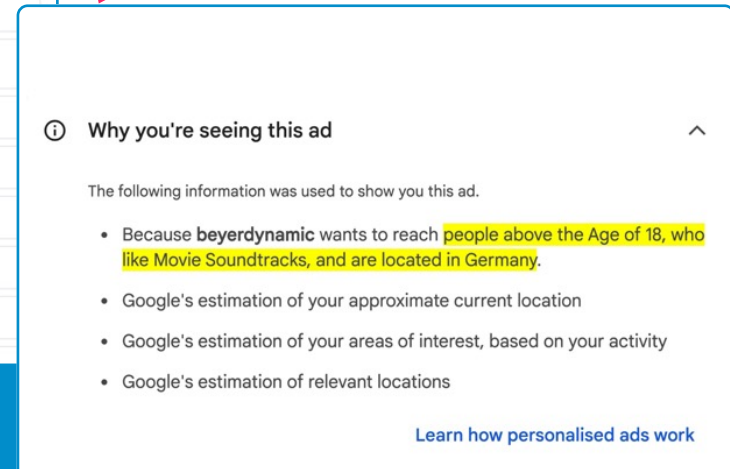 Why you're seeing this ad
The following information was used to show you this ad.
• Because beyerdynamic wants to reach people above the Age of 18, who
like Movie Soundtracks, and are located in Germany.
• Google's estimation of your approximate current location
• Google's estimation of your areas of interest, based on your activity
• Google's estimation of relevant locations
Learn how personalised ads work